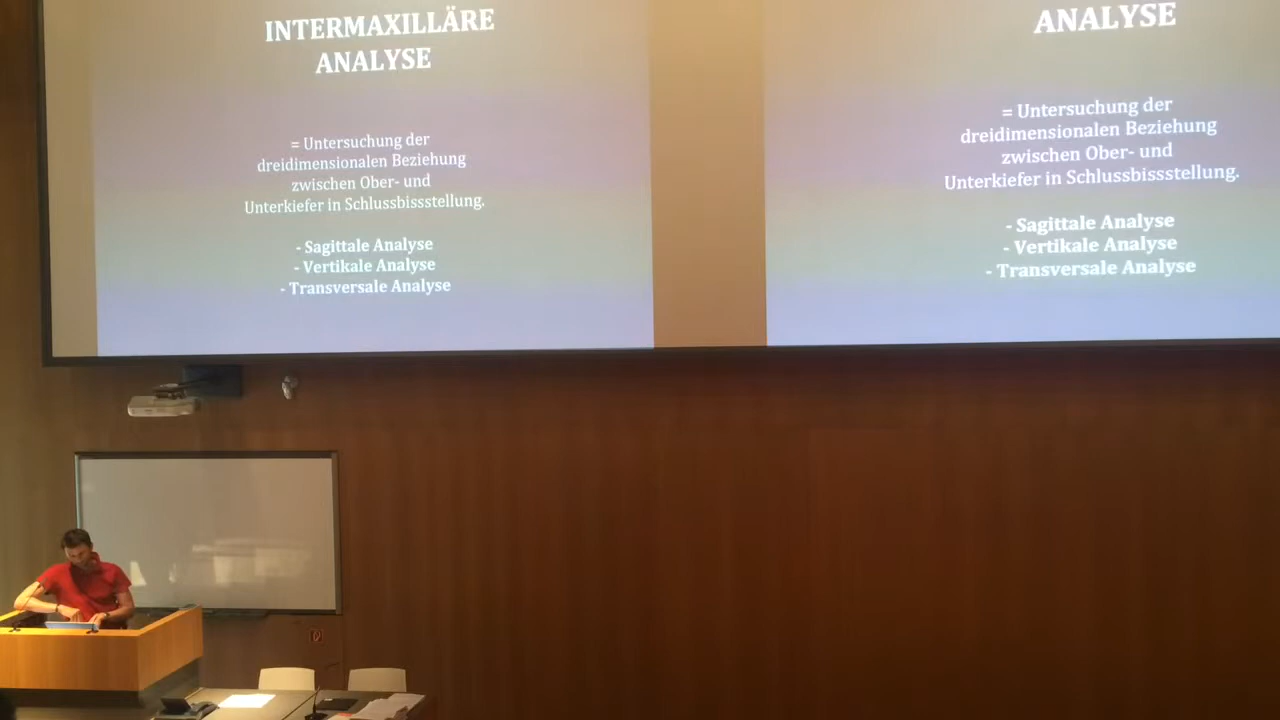 INTERMAXILLÄRE
ANALYSE
= Untersuchung der
dreidimensionalen Beziehung
zwischen Ober- und
Unterkiefer in Schlussbissstellung.
- Sagittale Analyse
- Vertikale Analyse
- Transversale Analyse
ANALYSE
= Untersuchung der
dreidimensionalen Beziehung
zwischen Ober- und
Unterkiefer in Schlussbissstellung.
- Sagittale Analyse
- Vertikale Analyse
- Transversale Analyse